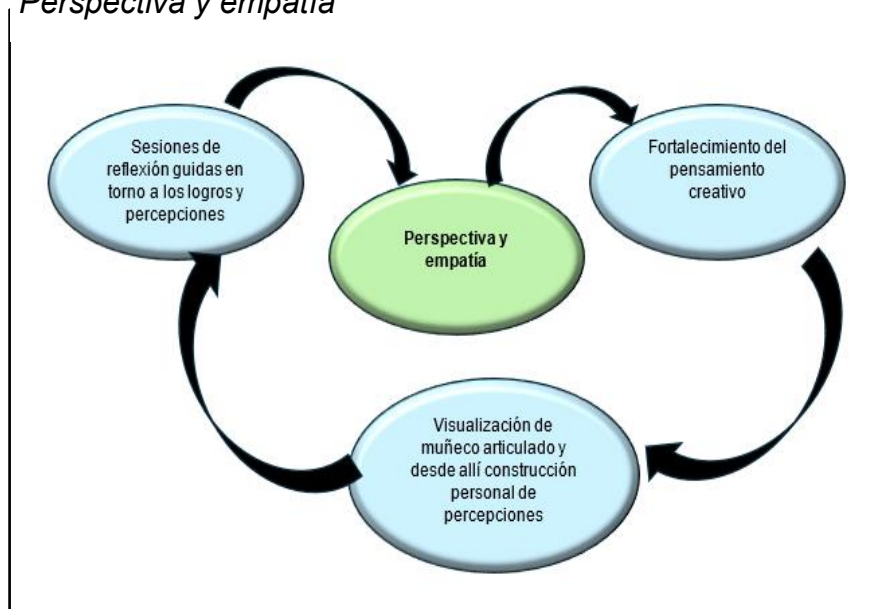 Perspectiva y empatía
Sesiones de
reflexión guidas en
torno a los logros y
percepciones
Fortalecimiento del
pensamiento
creativo
Perspectiva y
empatía
Visualización de
muñeco articulado y
desde allí construcción
personal de
percepciones